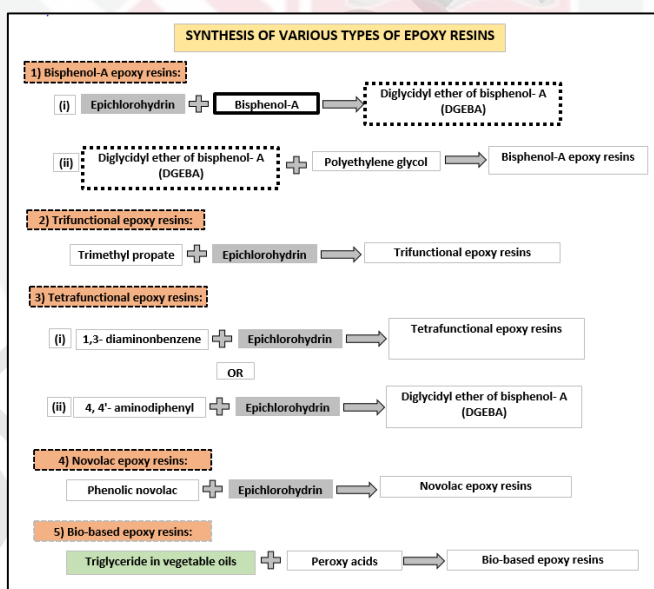 SYNTHESIS OF VARIOUS TYPES OF EPOXY RESINS
1) Bisphenol-A epoxy resins:
(i) Epichlorohydrin Bisphenol-A Diglycidyl ether of bisphenol- A
(DGEBA)
(ii) Diglycidyl ether of bisphenol- A Polyethylene glycol Bisphenol-A epoxy resins
(DGEBA)
2) Trifunctional epoxy resins:
Trimethyl propate Epichlorohydrin Trifunctional epoxy resins
3) Tetrafunctional epoxy resins:
(i) 1,3- diaminonbenzene Epichlorohydrin Tetrafunctional epoxy resins
OR
(ii) 4, 4'- aminodiphenyl Epichlorohydrin Diglycidyl ether of bisphenol- A
(DGEBA)
4) Novolac epoxy resins:
Phenolic novolac Epichlorohydrin Novolac epoxy resins
5) Bio-based epoxy resins:
Triglyceride in vegetable oils Peroxy acids Bio-based epoxy resins